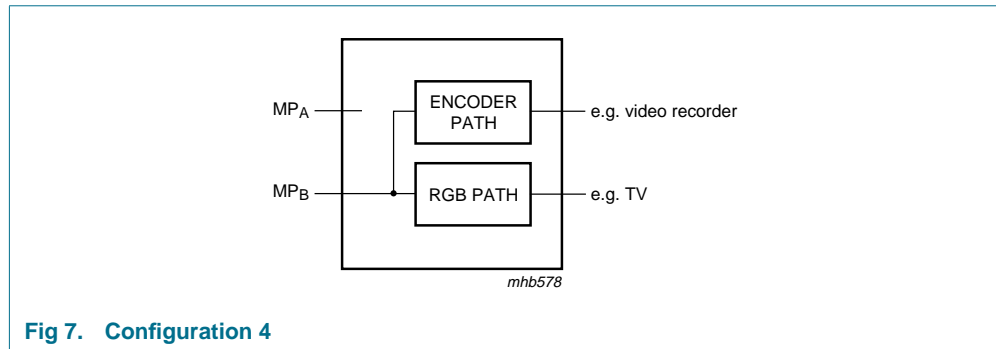 MPA
ENCODER
PATH
e.g. video recorder
MPB
RGB PATH
e.g. TV
mhb578
Fig 7. Configuration 4